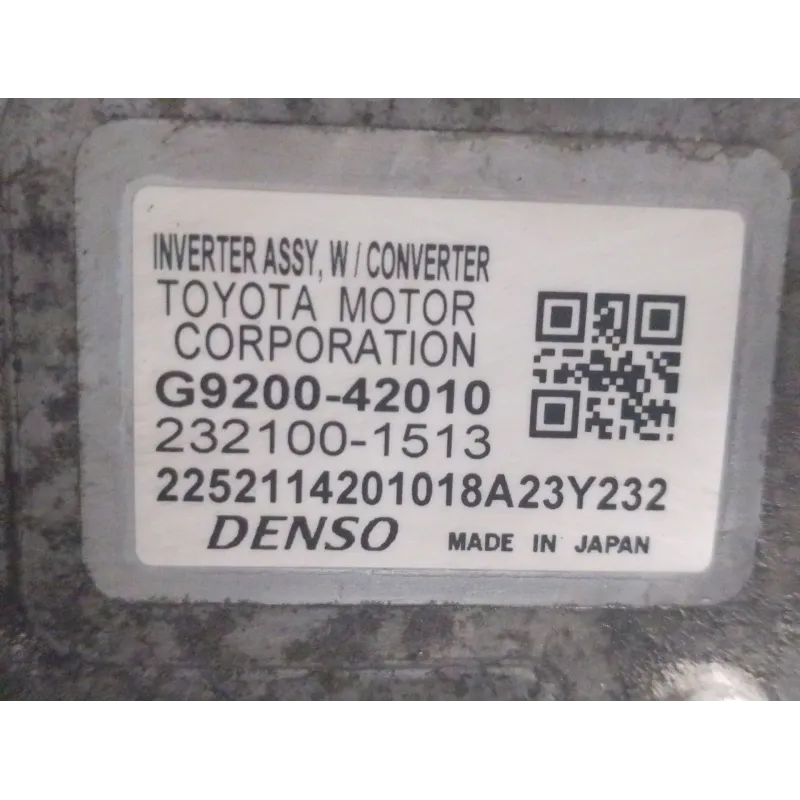 INVERTER ASSY, W / CONVERTER
TOYOTA MOTOR
CORPORATION
G9200-42010
232100-1513
2252114201018A23Y232
DENSO MADE IN JAPAN